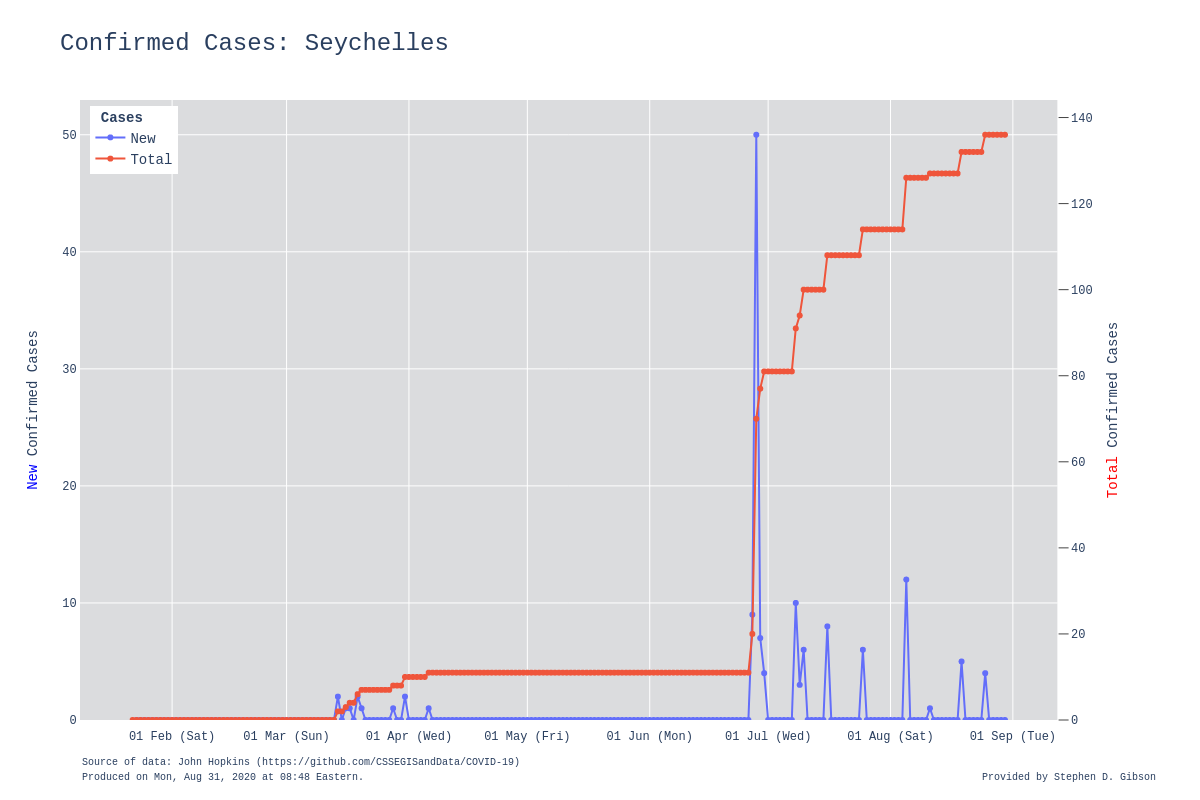 Confirmed Cases: Seychelles
Cases
New
Total
50
40
30
20
10
0
140
120
100
80
60
40
20
0
New Confirmed Cases
Total Confirmed Cases
01 Feb (Sat)
01 Mar (Sun)
01 Apr (Wed)
01 May (Fri)
01 Jun (Mon)
01 Jul (Wed)
01 Aug (Sat)
01 Sep (Tue)
Source of data: John Hopkins (https://github.com/CSSEGISandData/COVID-19)
Produced on Mon, Aug 31, 2020 at 08:48 Eastern.
Provided by Stephen D. Gibson